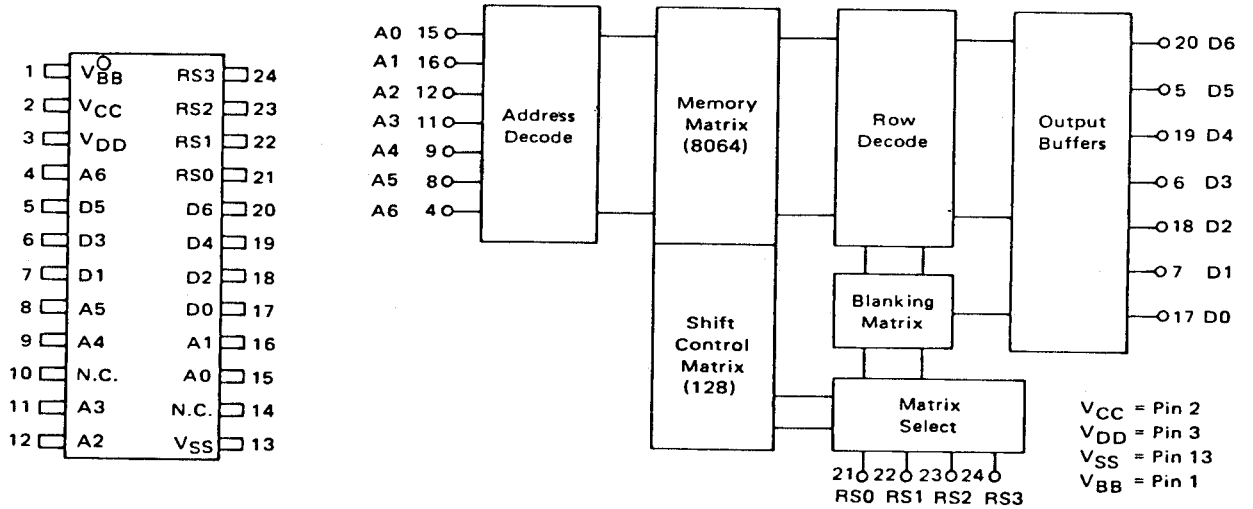 1 VBB RS3 24
2 VCC RS2 23
3 VDD RS1 22
4 A6 RS0 21
5 D5 D6 20
6 D3 D4 19
7 D1 D2 18
8 A5 D0 17
9 A4 A1 16
10 N.C. A0 15
11 A3 N.C. 14
12 A2 VSS 13
A0 15
A1 16
A2 12
A3 11
A4 9
A5 8
A6 4
Address
Decode
Memory
Matrix
(8064)
Shift
Control
Matrix
(128)
Row
Decode
Blanking
Matrix
Matrix
Select
21 22 23 24
RS0 RS1 RS2 RS3
Output
Buffers
20 D6
5 D5
19 D4
6 D3
18 D2
7 D1
17 D0
VCC = Pin 2
VDD = Pin 3
VSS = Pin 13
VBB = Pin 1